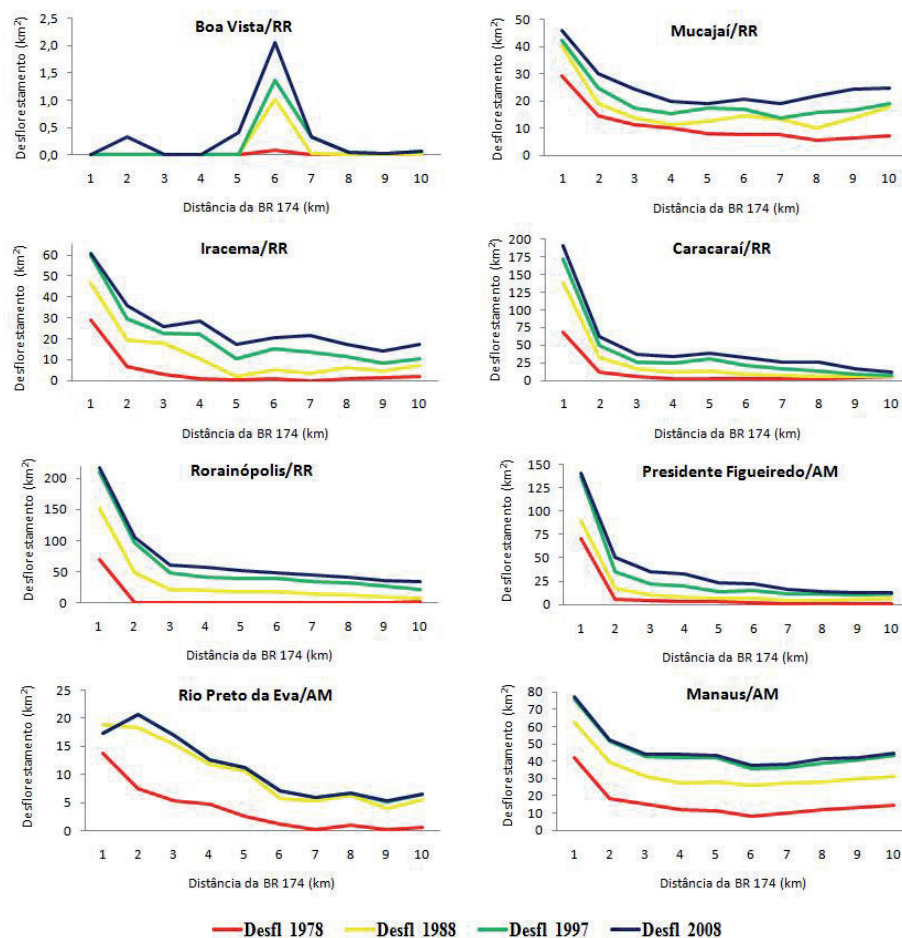 Boa Vista/RR
Desflorestamento (km²)
2,5
2,0
1,5
1,0
0,5
0,0
1 2 3 4 5 6 7 8 9 10
Distância da BR 174 (km)
Mucajaí/RR
Desflorestamento (km²)
50
40
30
20
10
0
1 2 3 4 5 6 7 8 9 10
Distância da BR 174 (km)
Iracema/RR
Desflorestamento (km²)
60
50
40
30
20
10
0
1 2 3 4 5 6 7 8 9 10
Distância da BR 174 (km)
Caracaraí/RR
Desflorestamento (km²)
200
175
150
125
100
75
50
25
0
1 2 3 4 5 6 7 8 9 10
Distância da BR 174 (km)
Rorainópolis/RR
Desflorestamento (km²)
200
150
100
50
0
1 2 3 4 5 6 7 8 9 10
Distância da BR 174 (km)
Presidente Figueiredo/AM
Desflorestamento (km²)
150
125
100
75
50
25
0
1 2 3 4 5 6 7 8 9 10
Distância da BR 174 (km)
Rio Preto da Eva/AM
Desflorestamento (km²)
25
20
15
10
5
0
1 2 3 4 5 6 7 8 9 10
Distância da BR 174 (km)
Manaus/AM
Desflorestamento (km²)
80
70
60
50
40
30
20
10
0
1 2 3 4 5 6 7 8 9 10
Distância da BR 174 (km)
Desfl 1978 Desfl 1988 Desfl 1997 Desfl 2008